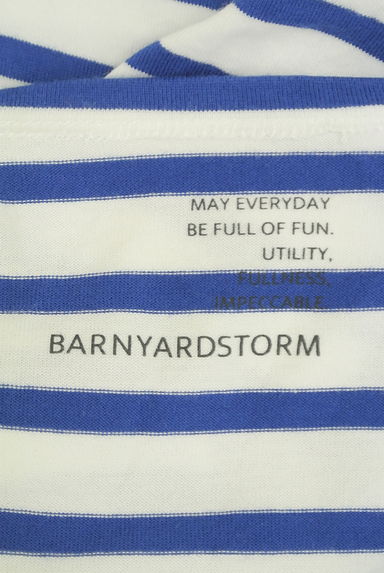 MAY EVERYDAY
BE FULL OF FUN.
UTILITY,
FULLNESS,
IMPECCABLE.
BARNYARDSTORM